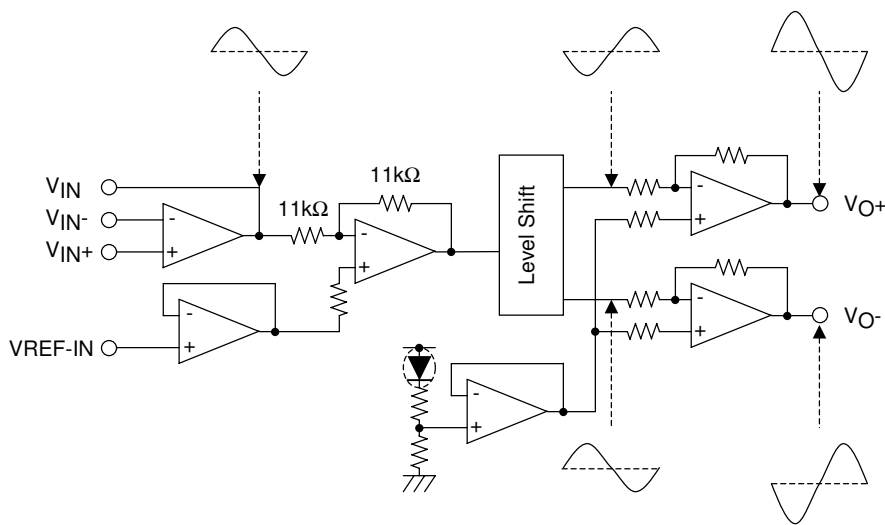 11kΩ
11kΩ
VIN
VIN-
VIN+
VREF-IN
Level Shift
VO+
VO-
-
+
-
+
-
+
-
+
-
+
-
+